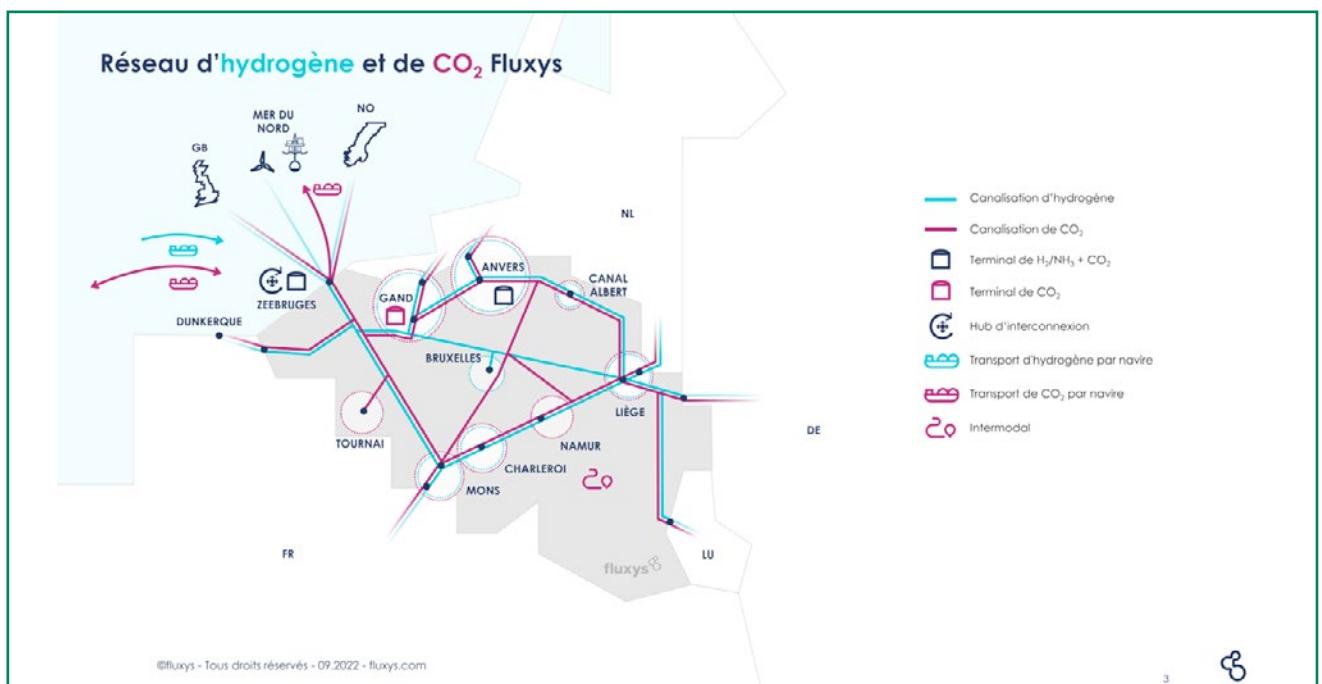 Réseau d'hydrogène et de CO₂ Fluxys
NO
MER DU
NORD
GB
NL
ANVERS
CANAL
ALBERT
GAND
ZEEBRUGES
DUNKERQUE
BRUXELLES
LIÈGE
TOURNAI
NAMUR
CHARLEROI
MONS
DE
FR
LU
fluxys
Canalisation d'hydrogène
Canalisation de CO₂
Terminal de H₂/NH₃ + CO₂
Terminal de CO₂
Hub d'interconnexion
Transport d'hydrogène par navire
Transport de CO₂ par navire
Intermodal
©fluxys - Tous droits réservés - 09.2022 - fluxys.com
3